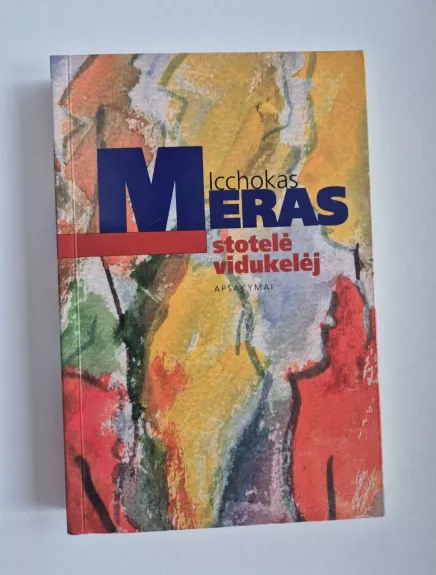 Icchokas
MERAS
stotelė
vidukelėj
APSAKYMAI